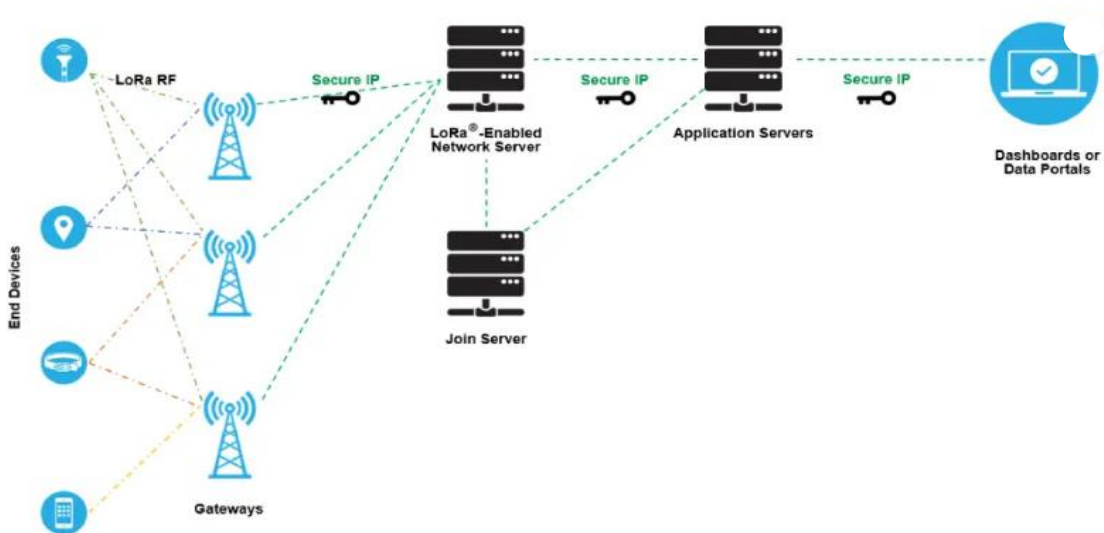 LoRa RF
Secure IP
Secure IP
Secure IP
LoRa®-Enabled
Network Server
Application Servers
Dashboards or
Data Portals
End Devices
Join Server
Gateways